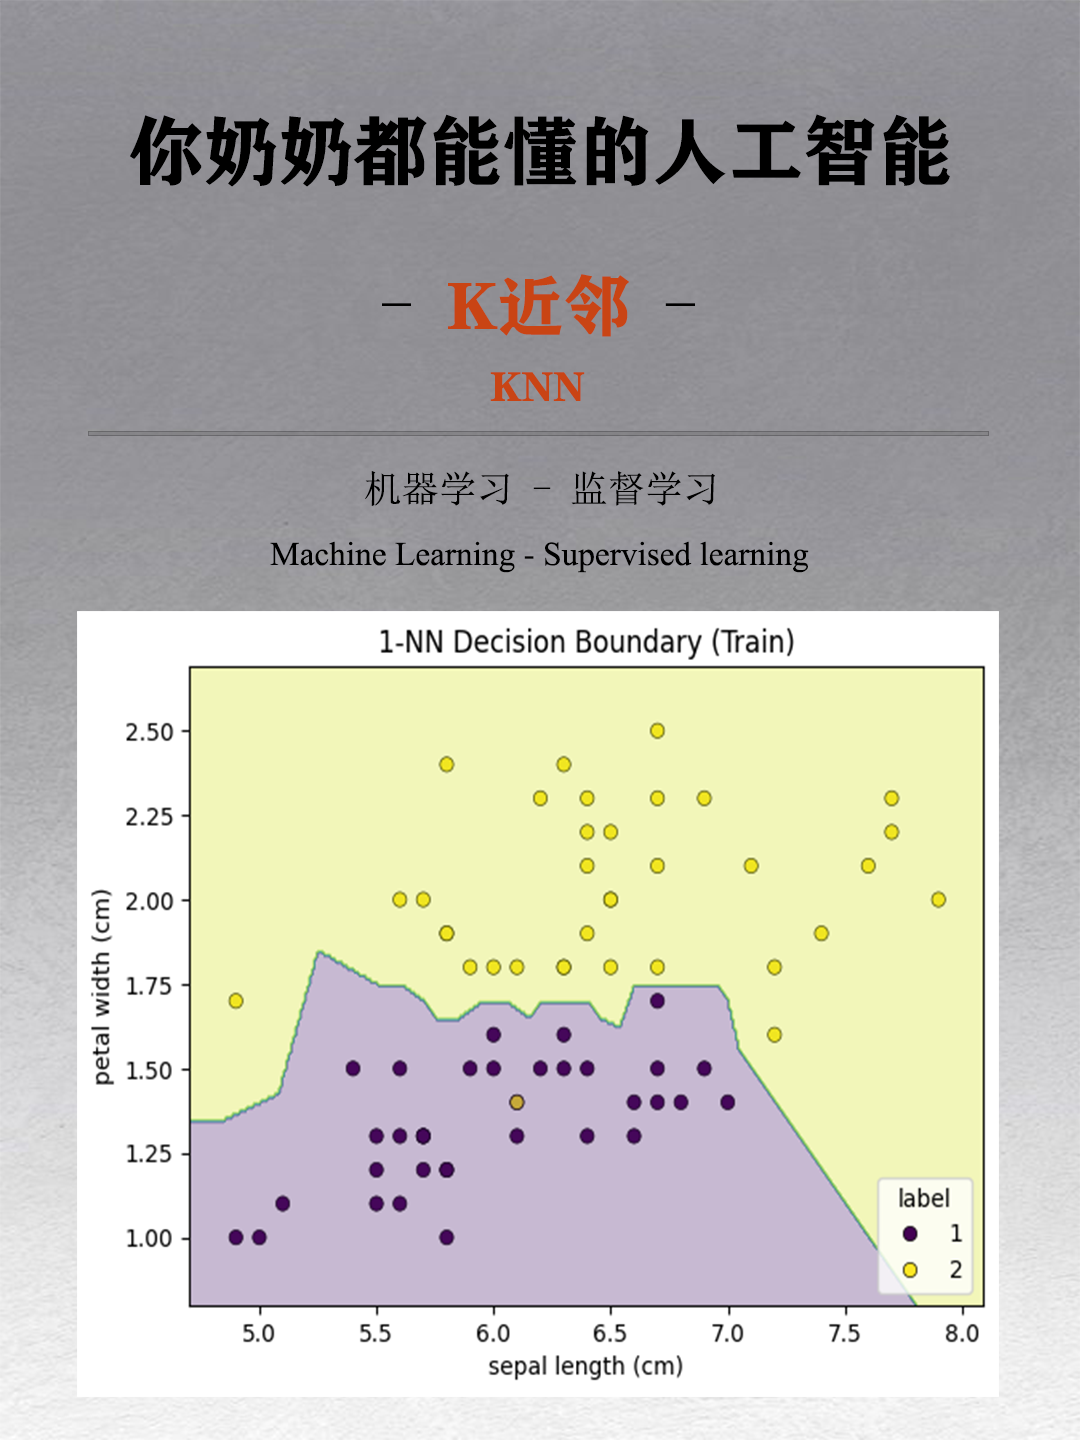 你奶奶都能懂的人工智能
– K近邻 –
KNN
机器学习 – 监督学习
Machine Learning - Supervised learning
1-NN Decision Boundary (Train)
petal width (cm)
2.50
2.25
2.00
1.75
1.50
1.25
1.00
label
1
2
5.0 5.5 6.0 6.5 7.0 7.5 8.0
sepal length (cm)